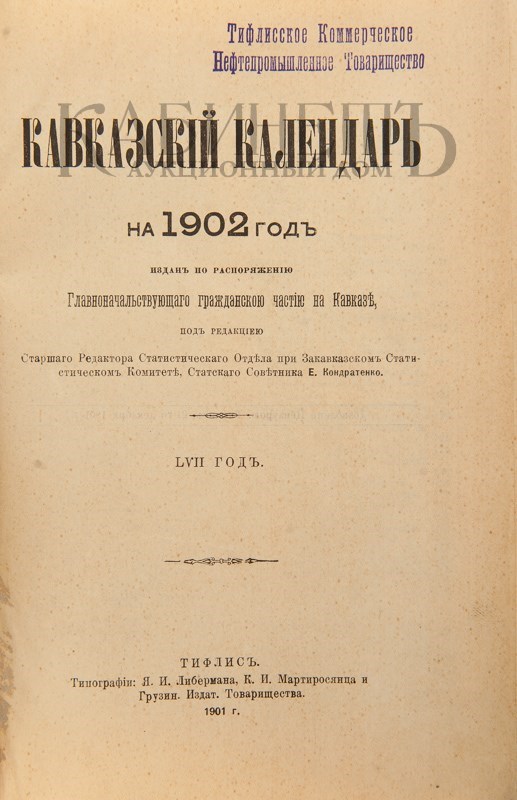 Тифлисское Коммерческое
Нефтепромышленное Товарищество
КАБИНЕТЪ
АУКЦИОННЫЙ ДОМ
КАВКАЗСКІЙ КАЛЕНДАРЬ
НА 1902 ГОДЪ
ИЗДАНЪ ПО РАСПОРЯЖЕНІЮ
Главноначальствующаго гражданскою частію на Кавказѣ,
ПОДЪ РЕДАКЦІЕЮ
Старшаго Редактора Статистическаго Отдѣла при Закавказскомъ Стати-
стическомъ Комитетѣ, Статскаго Совѣтника Е. Кондратенко.
LVII ГОДЪ.
ТИФЛИСЪ.
Типографіи: Я. И. Либермана, К. И. Мартиросянца и
Грузин. Издат. Товарищества.
1901 г.